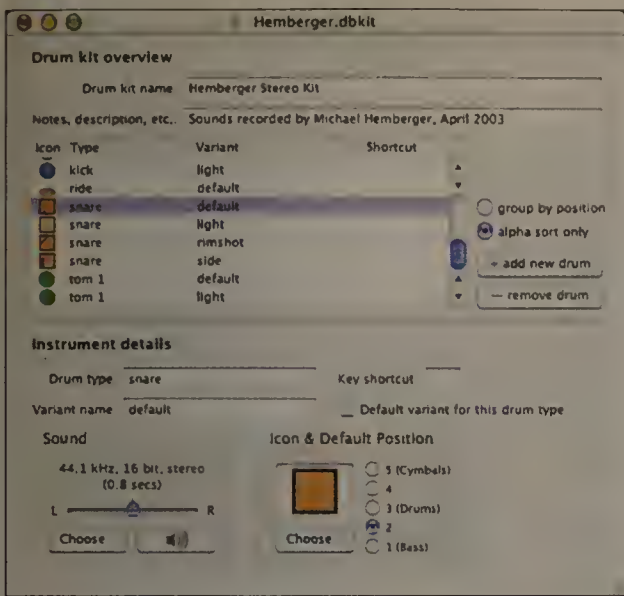 Hemberger.dbkit
Drum kit overview
Drum kit name Hemberger Stereo Kit
Notes, description, etc.. Sounds recorded by Michael Hemberger, April 2003
Icon Type Variant Shortcut
kick light
ride default
snare default
snare light
snare rimshot
snare side
tom 1 default
tom 1 light
group by position
alpha sort only
+ add new drum
— remove drum
Instrument details
Drum type snare Key shortcut
Variant name default Default variant for this drum type
Sound
44.1 kHz, 16 bit, stereo
(0.8 secs)
L R
Choose
Icon & Default Position
Choose
5 (Cymbals)
4
3 (Drums)
2
1 (Bass)